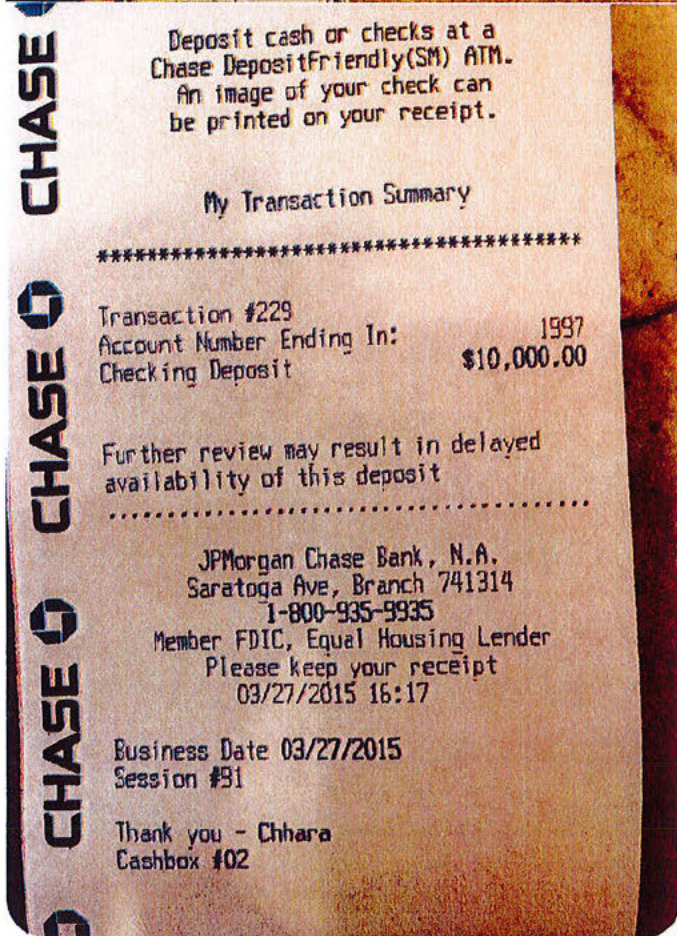 CHASE
CHASE
CHASE
Deposit cash or checks at a
Chase DepositFriendly(SM) ATM.
An image of your check can
be printed on your receipt.
My Transaction Summary
****************************************
Transaction #229
Account Number Ending In: 1997
Checking Deposit $10,000.00
Further review may result in delayed
availability of this deposit
........................................
JPMorgan Chase Bank, N.A.
Saratoga Ave, Branch 741314
1-800-935-9935
Member FDIC, Equal Housing Lender
Please keep your receipt
03/27/2015 16:17
Business Date 03/27/2015
Session #91
Thank you - Chhara
Cashbox #02